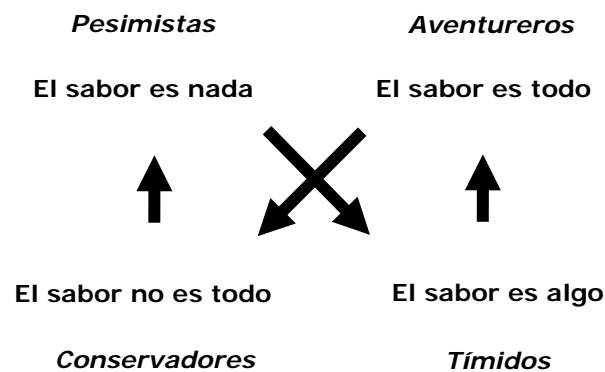 Pesimistas
Aventureros
El sabor es nada
El sabor es todo
El sabor no es todo
El sabor es algo
Conservadores
Tímidos